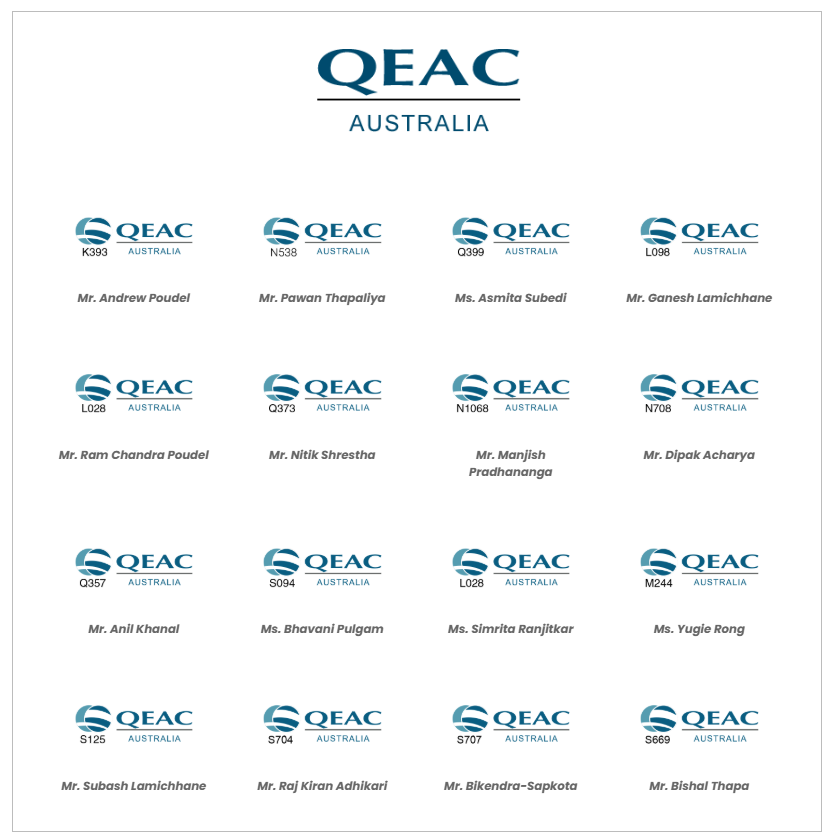 QEAC
AUSTRALIA
QEAC QEAC QEAC QEAC
AUSTRALIA AUSTRALIA AUSTRALIA AUSTRALIA
K393 N538 Q399 L098
Mr. Andrew Poudel Mr. Pawan Thapaliya Ms. Asmita Subedi Mr. Ganesh Lamichhane
QEAC QEAC QEAC QEAC
AUSTRALIA AUSTRALIA AUSTRALIA AUSTRALIA
L028 Q373 N1068 N708
Mr. Ram Chandra Poudel Mr. Nitik Shrestha Mr. Manjish Mr. Dipak Acharya
Pradhananga
QEAC QEAC QEAC QEAC
AUSTRALIA AUSTRALIA AUSTRALIA AUSTRALIA
Q357 S094 L028 M244
Mr. Anil Khanal Ms. Bhavani Pulgam Ms. Simrita Ranjitkar Ms. Yugie Rong
QEAC QEAC QEAC QEAC
AUSTRALIA AUSTRALIA AUSTRALIA AUSTRALIA
S125 S704 S707 S669
Mr. Subash Lamichhane Mr. Raj Kiran Adhikari Mr. Bikendra-Sapkota Mr. Bishal Thapa